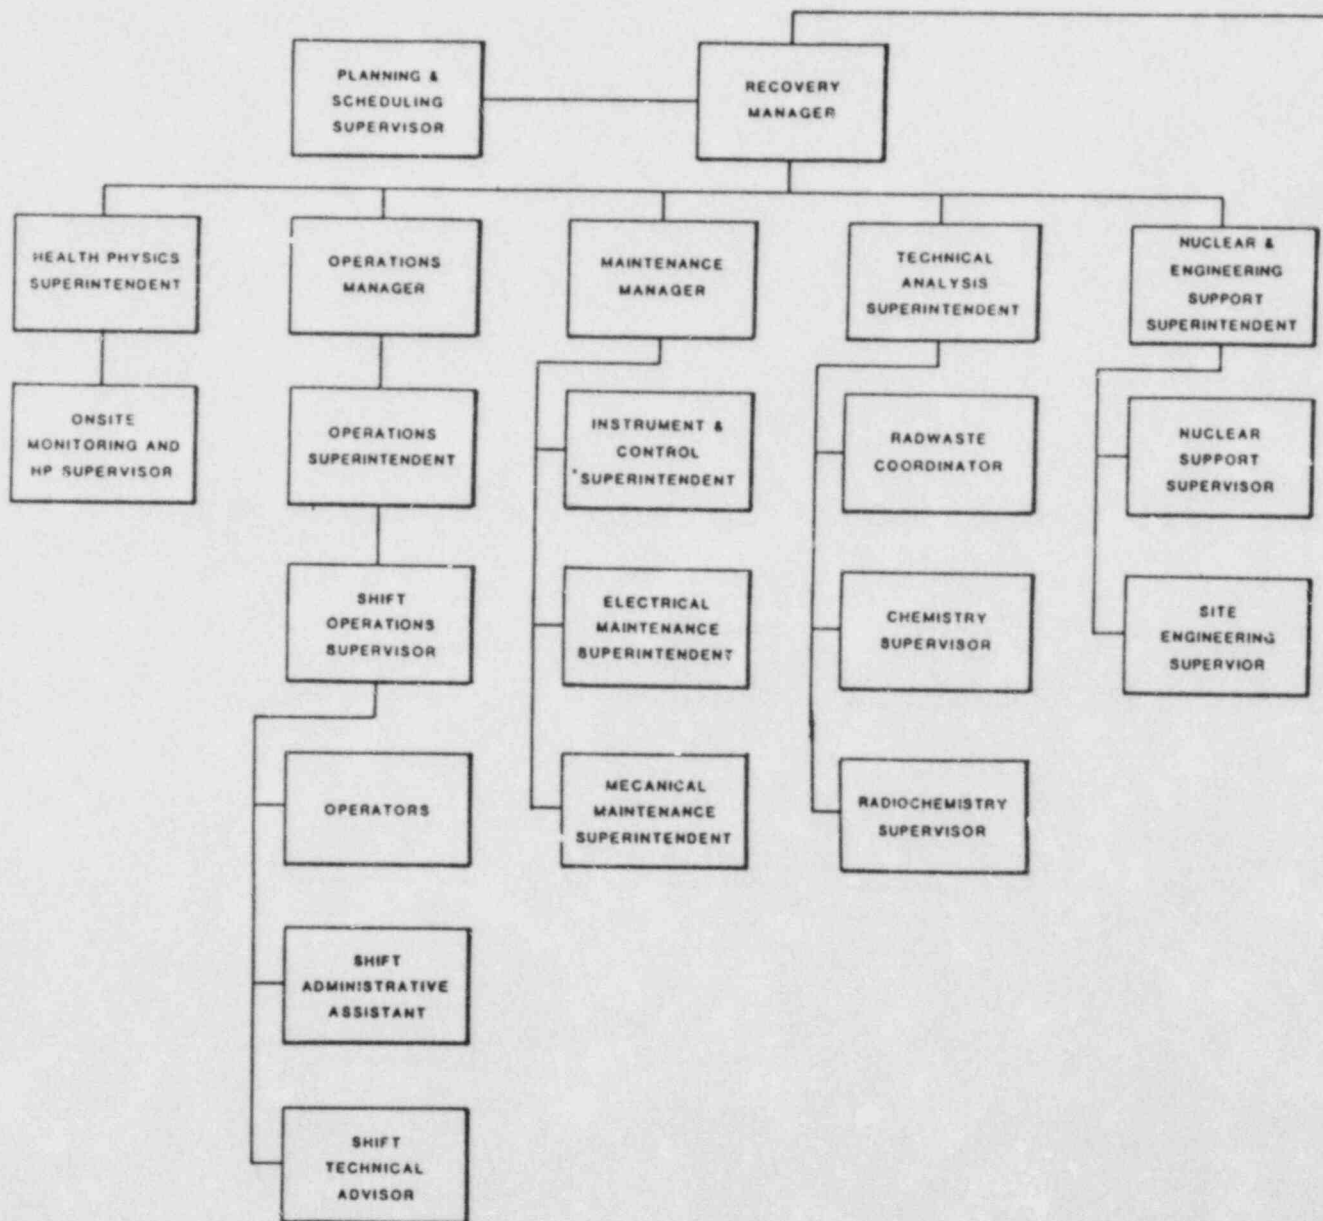 PLANNING &
SCHEDULING
SUPERVISOR
RECOVERY
MANAGER
HEALTH PHYSICS
SUPERINTENDENT
OPERATIONS
MANAGER
MAINTENANCE
MANAGER
TECHNICAL
ANALYSIS
SUPERINTENDENT
NUCLEAR &
ENGINEERING
SUPPORT
SUPERINTENDENT
ONSITE
MONITORING AND
HP SUPERVISOR
OPERATIONS
SUPERINTENDENT
INSTRUMENT &
CONTROL
SUPERINTENDENT
RADWASTE
COORDINATOR
NUCLEAR
SUPPORT
SUPERVISOR
SHIFT
OPERATIONS
SUPERVISOR
ELECTRICAL
MAINTENANCE
SUPERINTENDENT
CHEMISTRY
SUPERVISOR
SITE
ENGINEERING
SUPERVIOR
OPERATORS
MECANICAL
MAINTENANCE
SUPERINTENDENT
RADIOCHEMISTRY
SUPERVISOR
SHIFT
ADMINISTRATIVE
ASSISTANT
SHIFT
TECHNICAL
ADVISOR